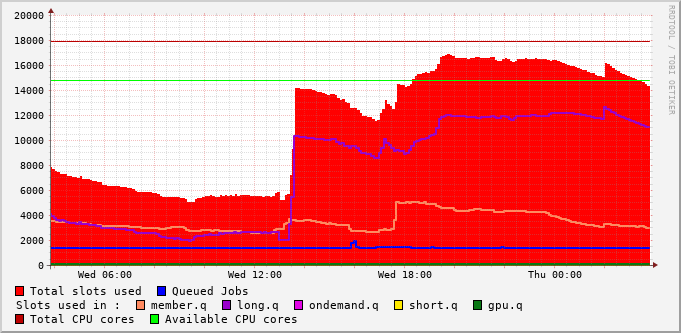 20000
18000
16000
14000
12000
10000
8000
6000
4000
2000
0
Wed 06:00 Wed 12:00 Wed 18:00 Thu 00:00
Total slots used Queued Jobs
Slots used in : member.q long.q ondemand.q short.q gpu.q
Total CPU cores Available CPU cores
RRDTOOL / TOBI OETIKER